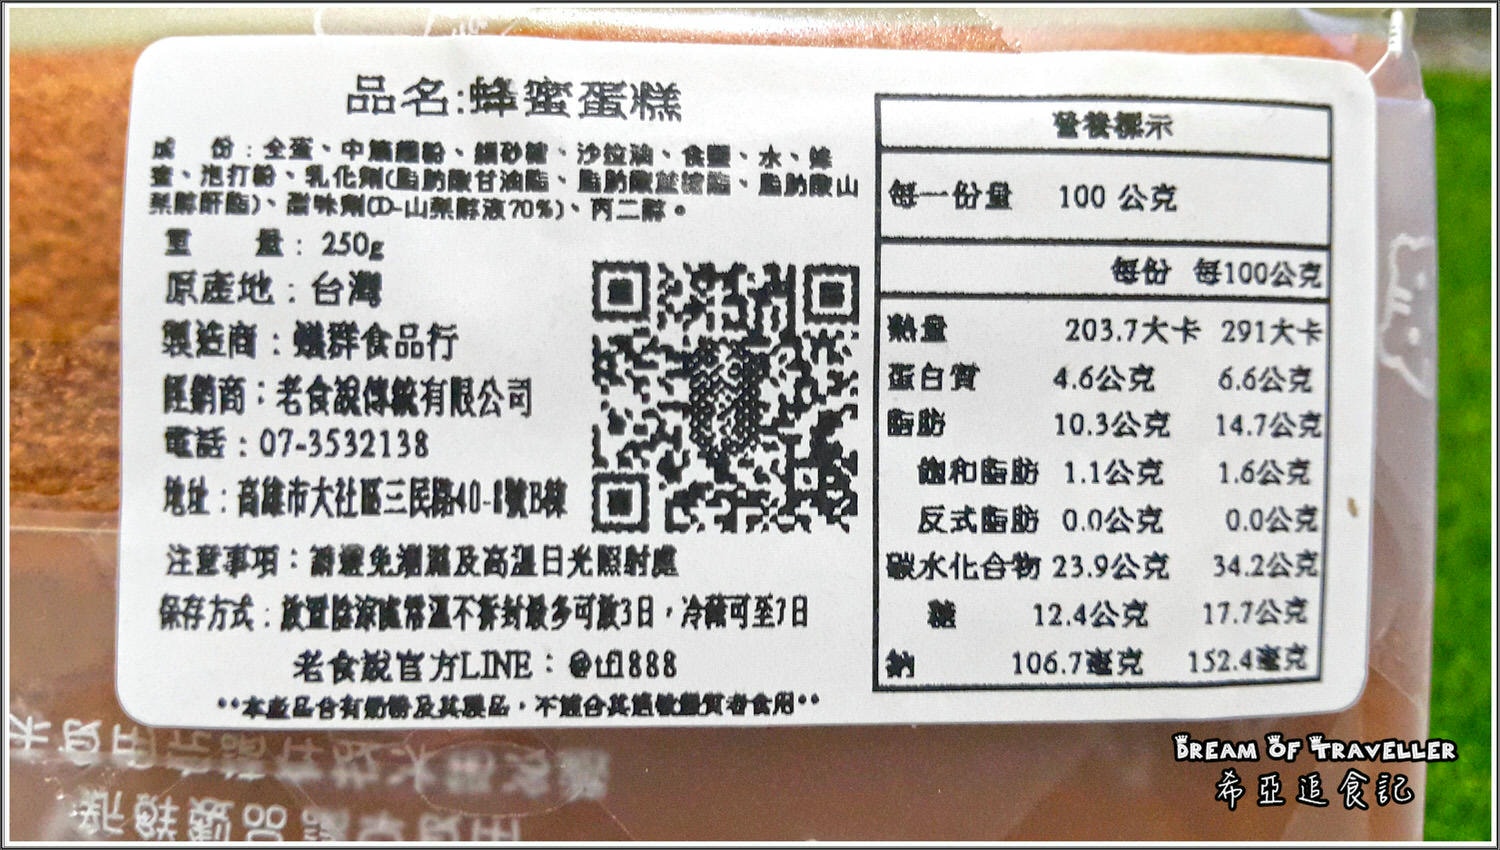 品名:蜂蜜蛋糕
成 份:全蛋、中筋麵粉、細砂糖、沙拉油、食鹽、水、蜂
蜜、泡打粉、乳化劑(脂肪酸甘油酯、脂肪酸蔗糖酯、脂肪酸山
梨醇酐酯)、調味劑(D-山梨醇液70%)、丙二醇。
重 量: 250g
原產地:台灣
製造商:蟻群食品行
經銷商:老食說傳統有限公司
電話:07-3532138
地址:高雄市大社區三民路40-8號B棟
注意事項:請避免潮濕及高溫日光照射處
保存方式:放置陰涼處常溫不拆封最多可放3日,冷藏可至7日
老食說官方LINE:@tfl888
**本產品含有奶粉及其製品,不適合其過敏體質者食用**
營養標示
每一份量 100 公克
每份 每100公克
熱量 203.7大卡 291大卡
蛋白質 4.6公克 6.6公克
脂肪 10.3公克 14.7公克
飽和脂肪 1.1公克 1.6公克
反式脂肪 0.0公克 0.0公克
碳水化合物 23.9公克 34.2公克
糖 12.4公克 17.7公克
鈉 106.7毫克 152.4毫克
DREAM OF TRAVELLER
希亞追食記